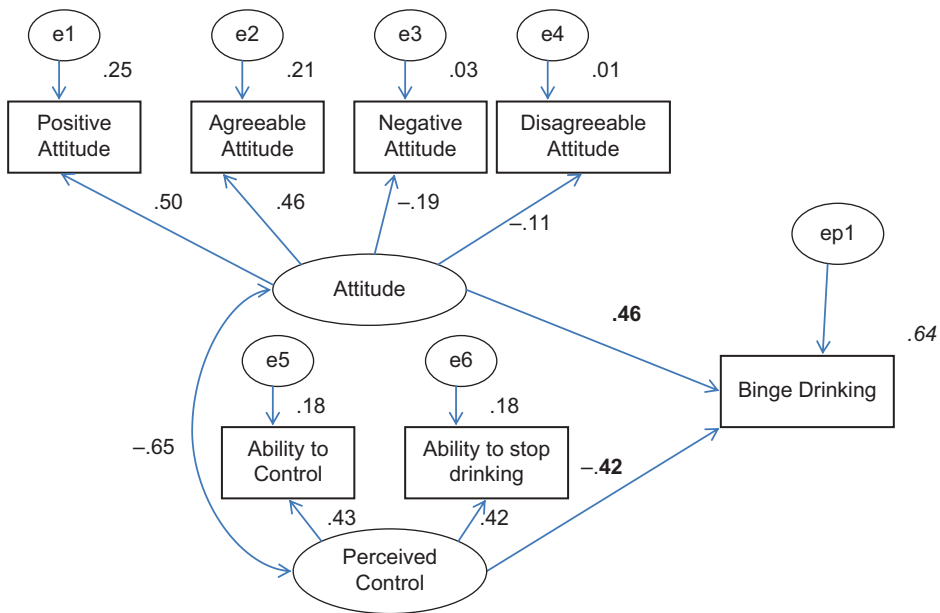 e1
e2
e3
e4
.25
.21
.03
.01
Positive
Attitude
Agreeable
Attitude
Negative
Attitude
Disagreeable
Attitude
.50
.46
–.19
–.11
ep1
Attitude
.46
.64
e5
e6
Binge Drinking
.18
.18
–.65
Ability to
Control
Ability to stop
drinking
–.42
.43
.42
Perceived
Control